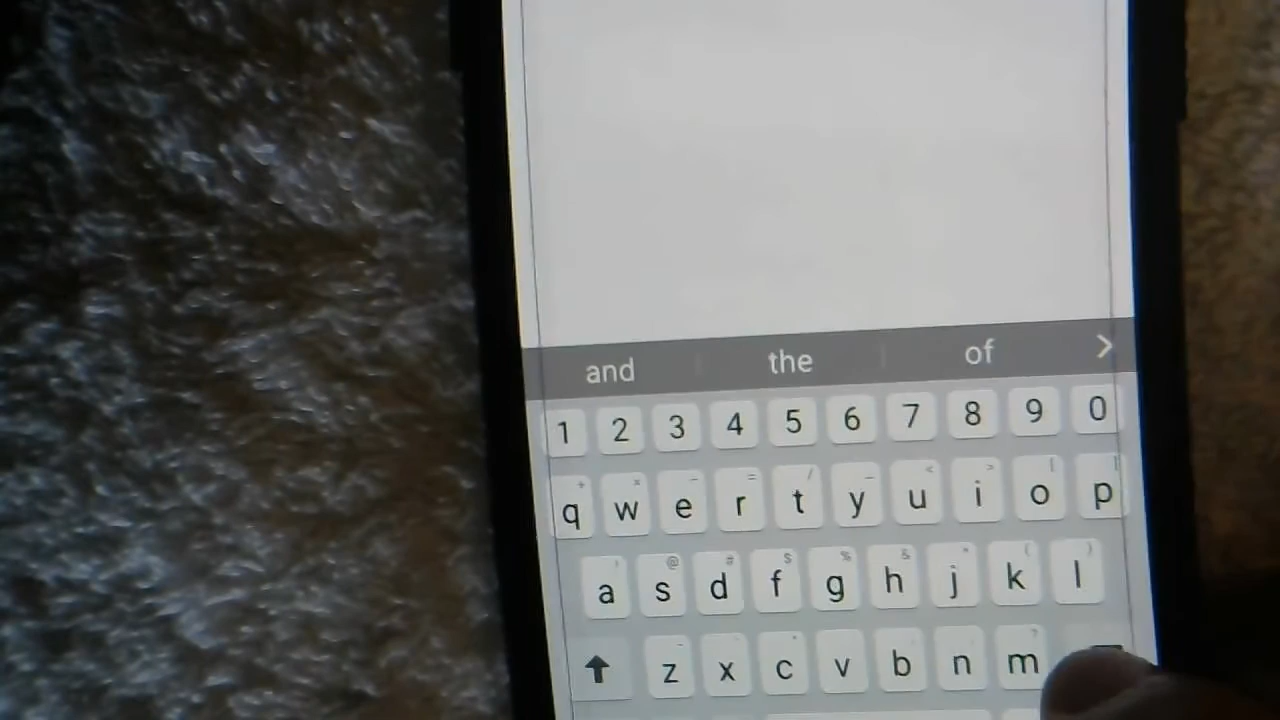 and the of >
1 2 3 4 5 6 7 8 9 0
q w e r t y u i o p
a s d f g h j k l
z x c v b n m